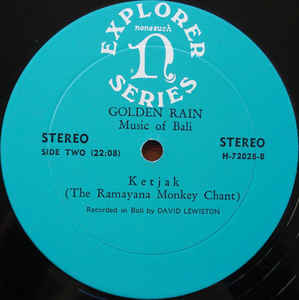 EXPLORER
nonesuch
n
SERIES
GOLDEN RAIN
Music of Bali
STEREO STEREO
SIDE TWO (22:08) H-72028-B
Ketjak
(The Ramayana Monkey Chant)
Recorded in Bali by DAVID LEWISTON